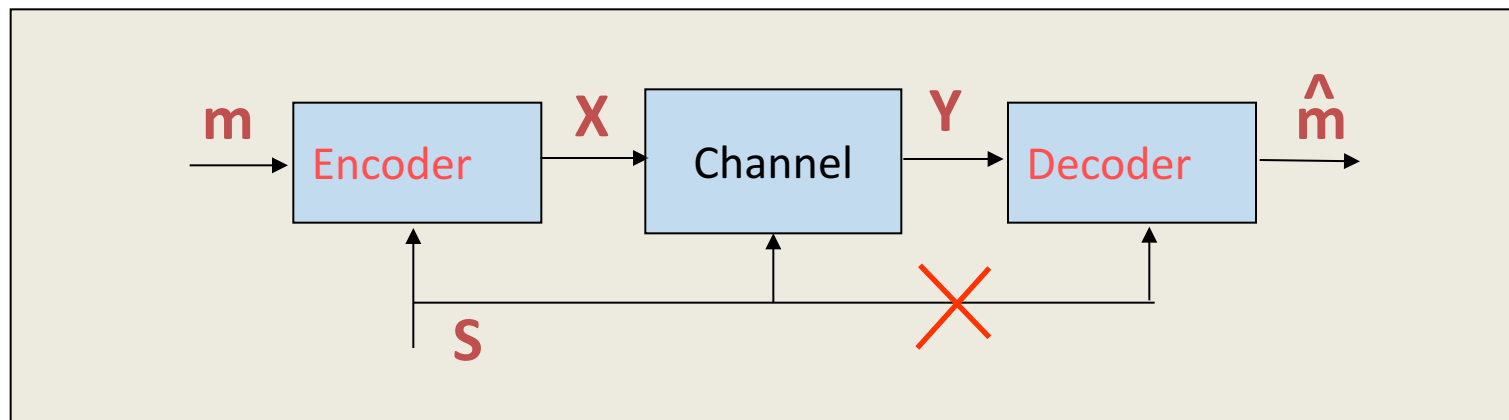 m
Encoder
X
Channel
Y
Decoder
m̂
S